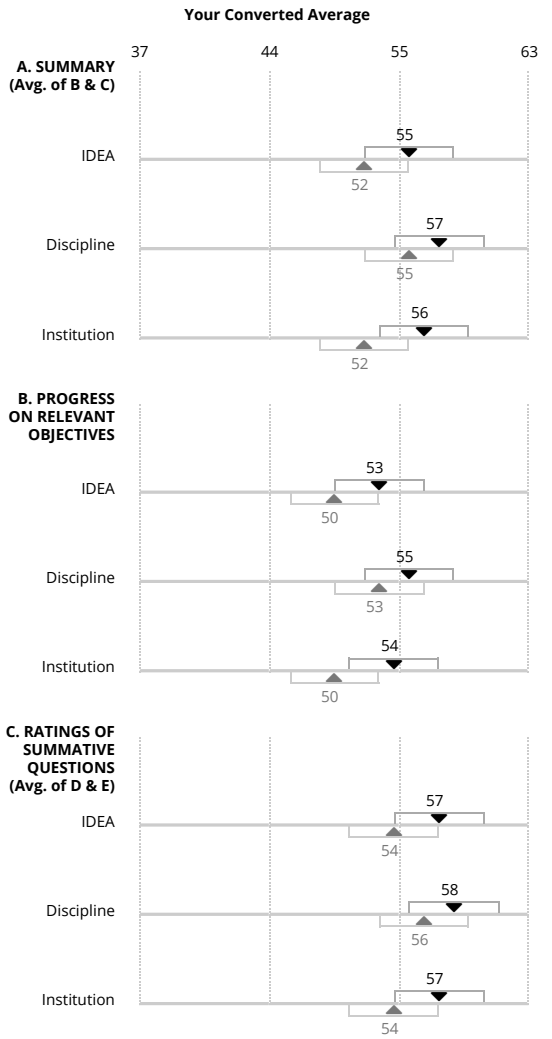 Your Converted Average
37 44 55 63
A. SUMMARY
(Avg. of B & C)
55
IDEA
52
57
Discipline
55
56
Institution
52
B. PROGRESS
ON RELEVANT
OBJECTIVES
53
IDEA
50
55
Discipline
53
54
Institution
50
C. RATINGS OF
SUMMATIVE
QUESTIONS
(Avg. of D & E)
57
IDEA
54
58
Discipline
56
57
Institution
54